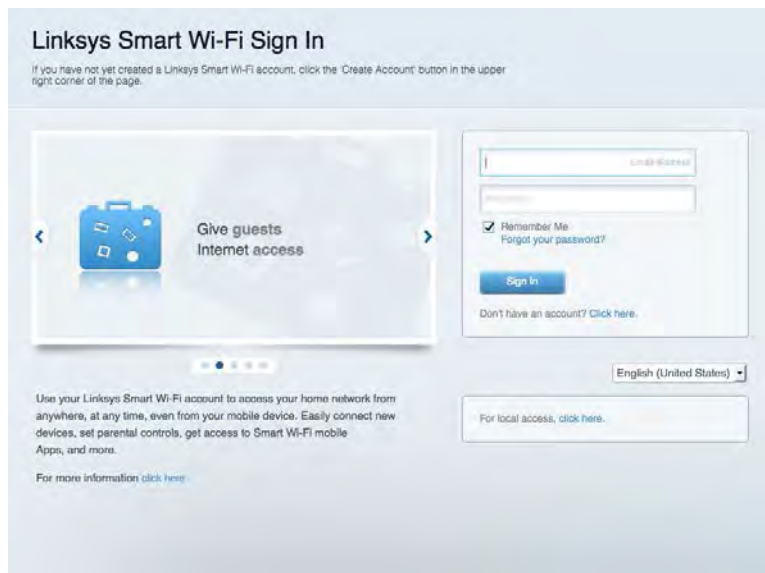 Linksys Smart Wi-Fi Sign In
If you have not yet created a Linksys Smart Wi-Fi account, click the 'Create Account' button in the upper
right corner of the page.
Give guests
Internet access
Email address
Remember Me
Forgot your password?
Sign In
Don't have an account? Click here.
English (United States)
Use your Linksys Smart Wi-Fi account to access your home network from
anywhere, at any time, even from your mobile device. Easily connect new
devices, set parental controls, get access to Smart Wi-Fi mobile
Apps, and more.
For more information click here
For local access, click here.